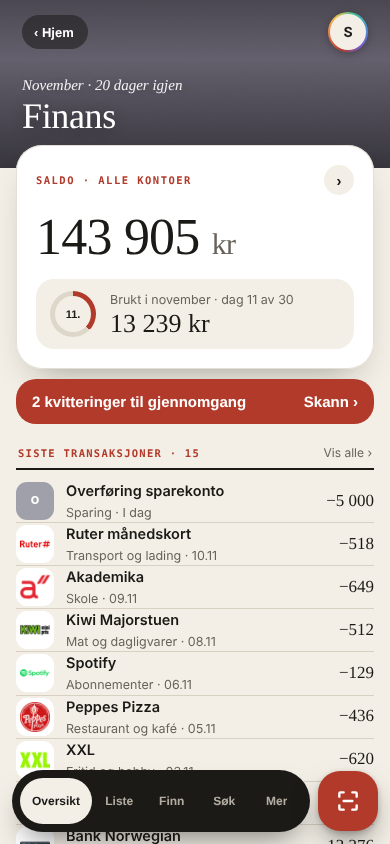 ‹ Hjem
S
November · 20 dager igjen
Finans
SALDO · ALLE KONTOER
›
143 905 kr
11.
Brukt i november · dag 11 av 30
13 239 kr
2 kvitteringer til gjennomgang
Skann ›
SISTE TRANSAKSJONER · 15
Vis alle ›
O
Overføring sparekonto
−5 000
Sparing · I dag
Ruter#
Ruter månedskort
−518
Transport og lading · 10.11
a
Akademika
−649
Skole · 09.11
KIWI
Kiwi Majorstuen
−512
Mat og dagligvarer · 08.11
Spotify
Spotify
−129
Abonnementer · 06.11
Peppes Pizza
Peppes Pizza
−436
Restaurant og kafé · 05.11
XXL
XXL
−620
Oversikt
Liste
Finn
Søk
Mer
Bank Norwegian